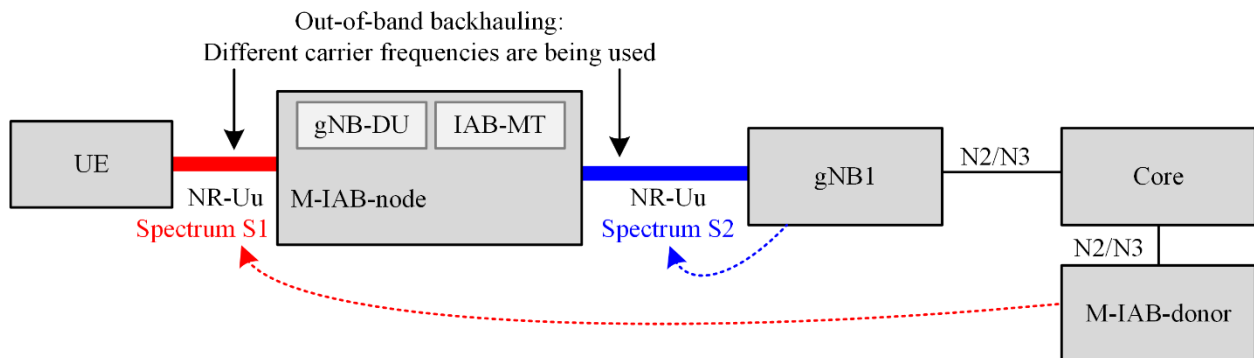 Out-of-band backhauling:
Different carrier frequencies are being used
gNB-DU
IAB-MT
UE
NR-Uu
Spectrum S1
M-IAB-node
NR-Uu
Spectrum S2
gNB1
N2/N3
Core
N2/N3
M-IAB-donor